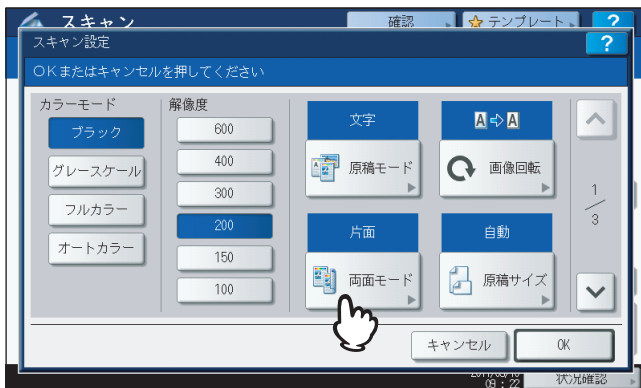 スキャン
確認
テンプレート
?
スキャン設定
?
OKまたはキャンセルを押してください
カラーモード
ブラック
グレースケール
フルカラー
オートカラー
解像度
600
400
300
200
150
100
文字
原稿モード
A⇨A
画像回転
片面
両面モード
自動
原稿サイズ
1/3
キャンセル
OK
09:22
状況確認